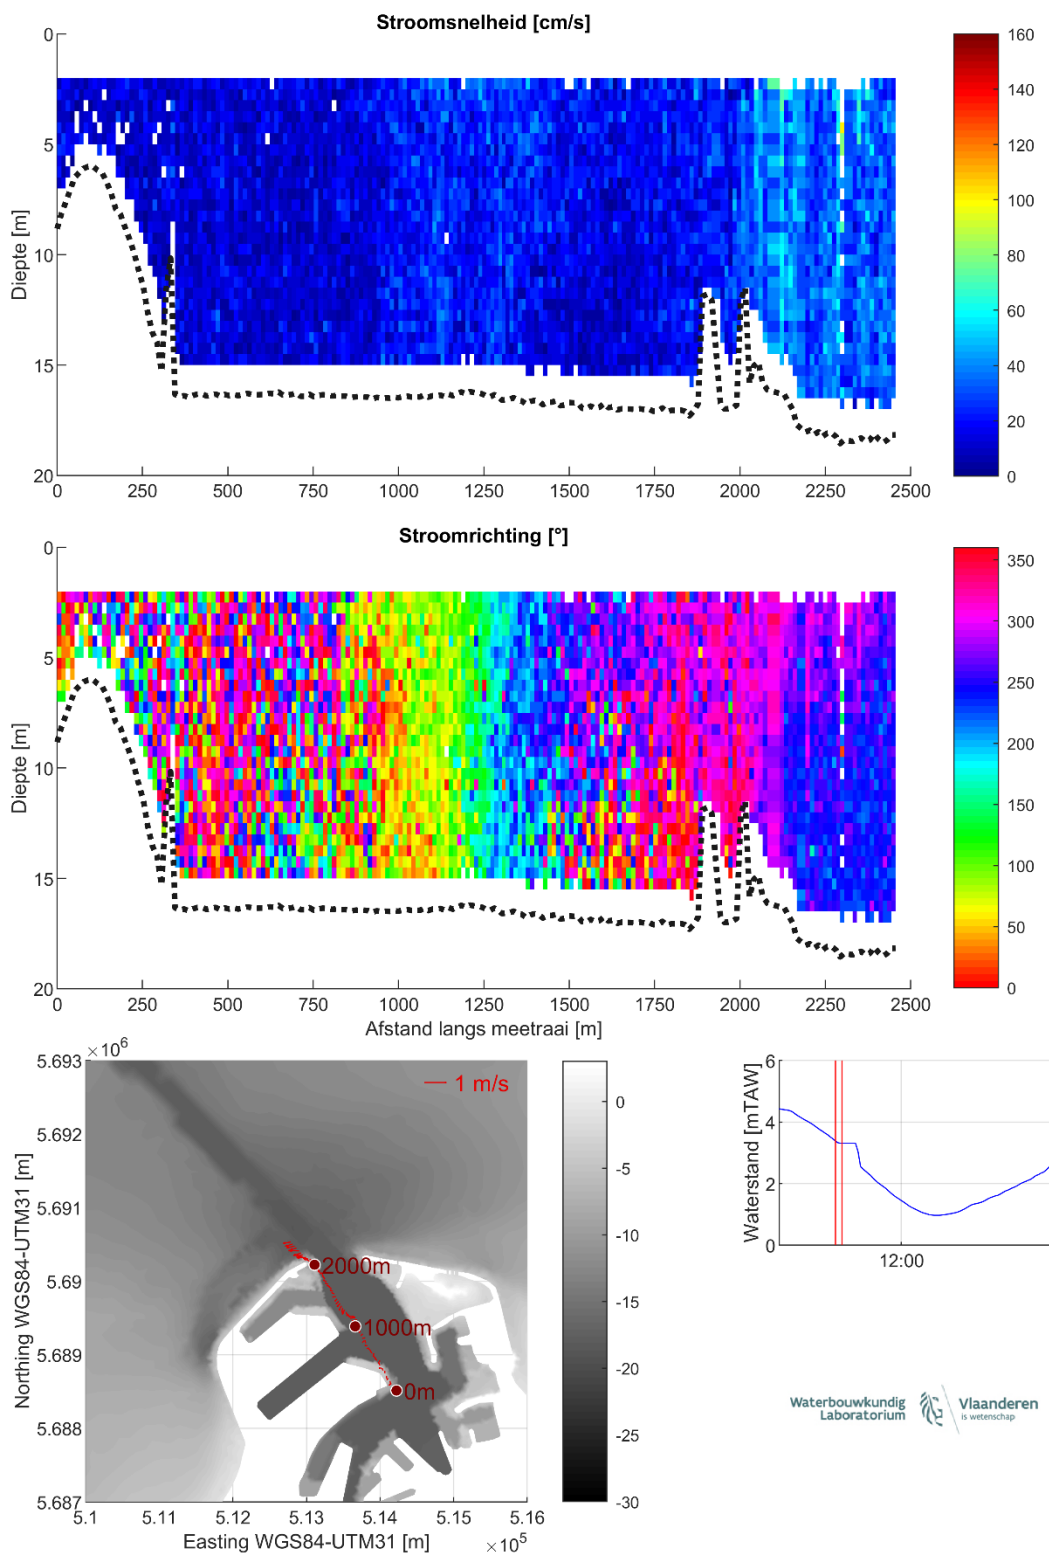 Stroomsnelheid [cm/s]
Diepte [m]
0
5
10
15
20
0 250 500 750 1000 1250 1500 1750 2000 2250 2500
160
140
120
100
80
60
40
20
0
Stroomrichting [°]
Diepte [m]
0
5
10
15
20
0 250 500 750 1000 1250 1500 1750 2000 2250 2500
Afstand langs meetraai [m]
350
300
250
200
150
100
50
0
×10⁶
Northing WGS84-UTM31 [m]
5.693
5.692
5.691
5.69
5.689
5.688
5.687
5.1 5.11 5.12 5.13 5.14 5.15 5.16
Easting WGS84-UTM31 [m]
×10⁵
1 m/s
2000m
1000m
0m
0
-5
-10
-15
-20
-25
-30
Waterstand [mTAW]
6
4
2
0
12:00
Waterbouwkundig
Laboratorium
Vlaanderen
is wetenschap